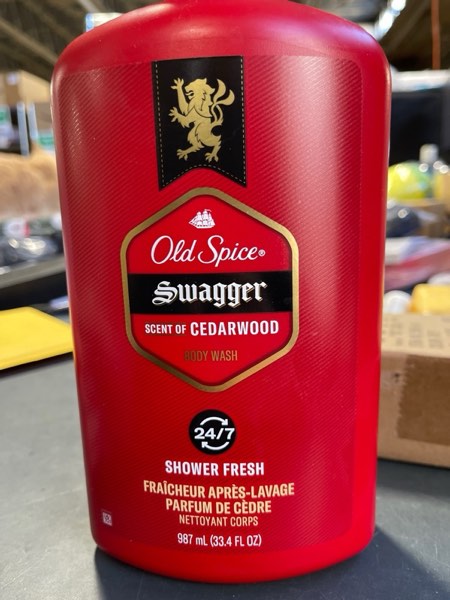 Old Spice®
Swagger
SCENT OF CEDARWOOD
BODY WASH
24/7
SHOWER FRESH
FRAÎCHEUR APRÈS-LAVAGE
PARFUM DE CÈDRE
NETTOYANT CORPS
987 mL (33.4 FL OZ)